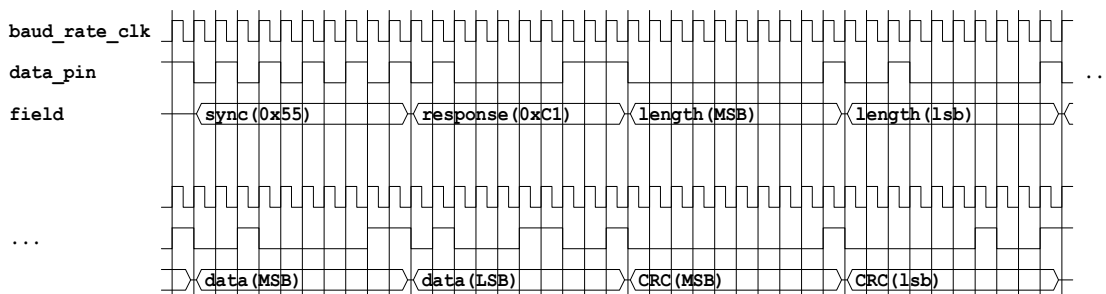 baud_rate_clk
data_pin ..
field sync(0x55) response(0xC1) length(MSB) length(lsb)
...
data(MSB) data(LSB) CRC(MSB) CRC(lsb)